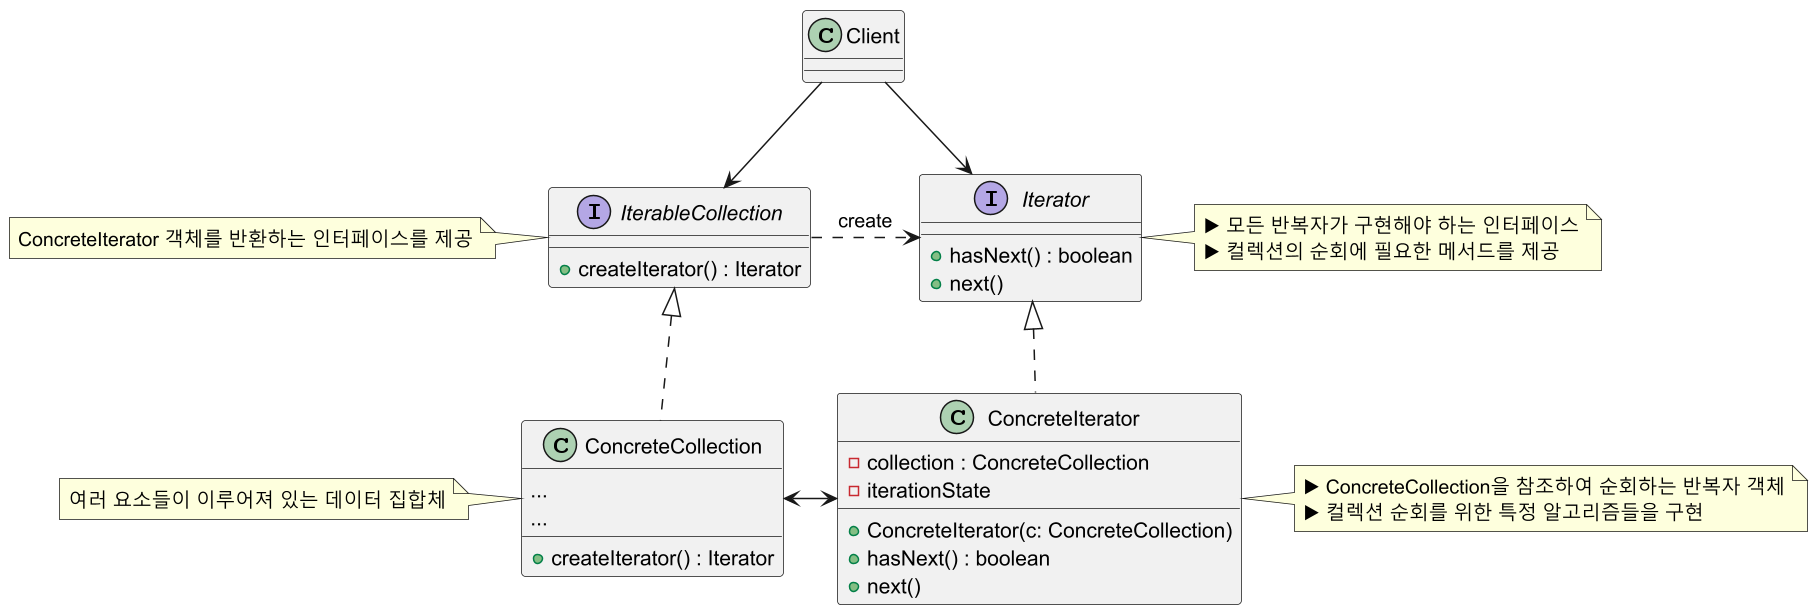 C Client
ConcreteIterator 객체를 반환하는 인터페이스를 제공
I IterableCollection
createIterator() : Iterator
create
I Iterator
hasNext() : boolean
next()
▶ 모든 반복자가 구현해야 하는 인터페이스
▶ 컬렉션의 순회에 필요한 메서드를 제공
여러 요소들이 이루어져 있는 데이터 집합체
C ConcreteCollection
...
...
createIterator() : Iterator
C ConcreteIterator
collection : ConcreteCollection
iterationState
ConcreteIterator(c: ConcreteCollection)
hasNext() : boolean
next()
▶ ConcreteCollection을 참조하여 순회하는 반복자 객체
▶ 컬렉션 순회를 위한 특정 알고리즘들을 구현